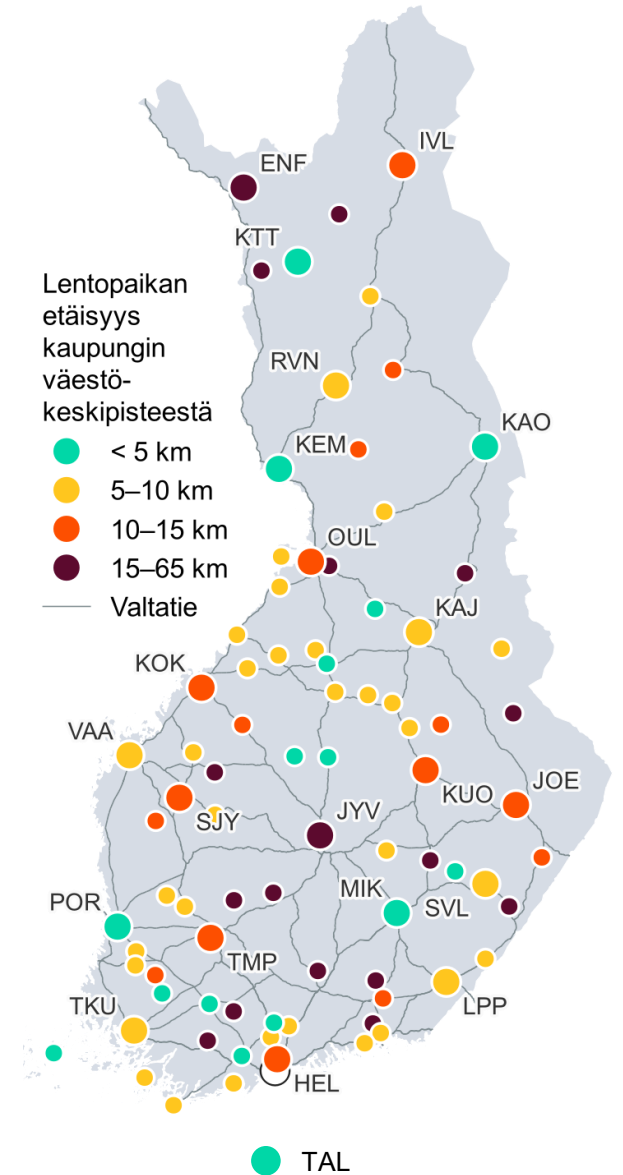 IVL
ENF
KTT
Lentopaikan
etäisyys
kaupungin
väestö-
keskipisteestä
< 5 km
5–10 km
10–15 km
15–65 km
Valtatie
RVN
KAO
KEM
OUL
KAJ
KOK
VAA
JOE
KUO
SJY
JYV
MIK
POR
SVL
TMP
TKU
LPP
HEL
TAL